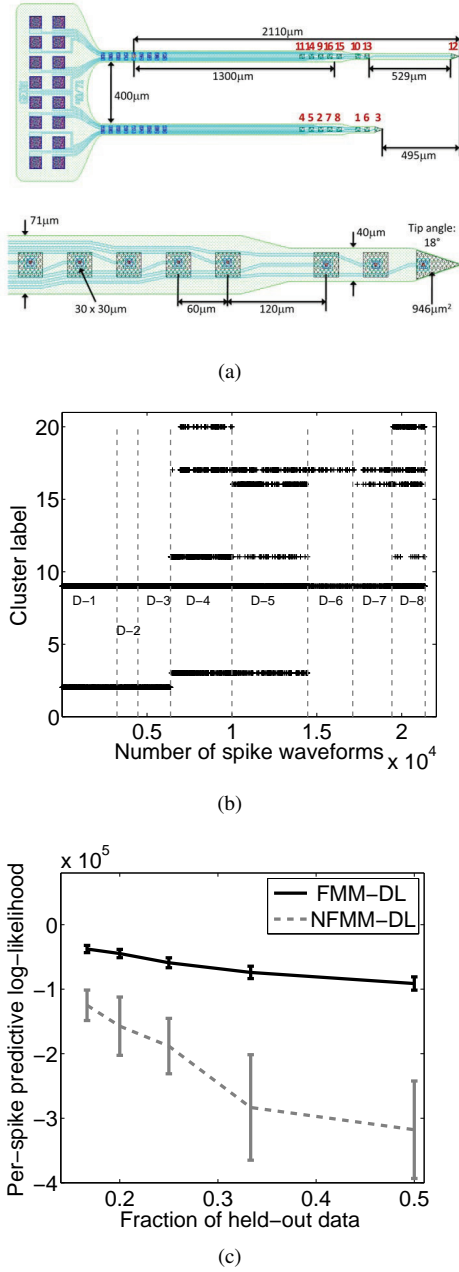 2110μm
11 14 9 16 15 10 13 12
1300μm
529μm
400μm
4 5 2 7 8 1 6 3
495μm
71μm
40μm
Tip angle:
18°
30 x 30μm
60μm
120μm
946μm²
(a)
20
15
10
5
0
Cluster label
D−1
D−2
D−3
D−4
D−5
D−6
D−7
D−8
0.5 1 1.5 2
Number of spike waveforms
x 10⁴
(b)
x 10⁵
FMM−DL
NFMM−DL
0
−1
−2
−3
−4
Per−spike predictive log−likelihood
0.2 0.3 0.4 0.5
Fraction of held−out data
(c)